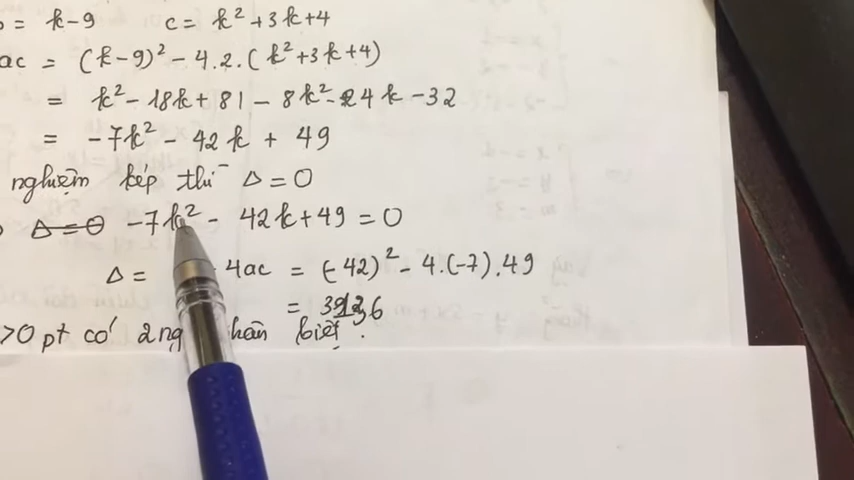 = k-9 c= k²+3k+4
ac = (k-9)² - 4.2.(k²+3k+4)
= k²-18k+81 - 8k²-24k-32
= -7k² - 42k + 49
nghiệm kép thì Δ=0
Δ=0 -7k² - 42k+49 = 0
Δ = 4ac = (-42)² - 4.(-7).49
= 3136
>0 pt có 2 biệt.